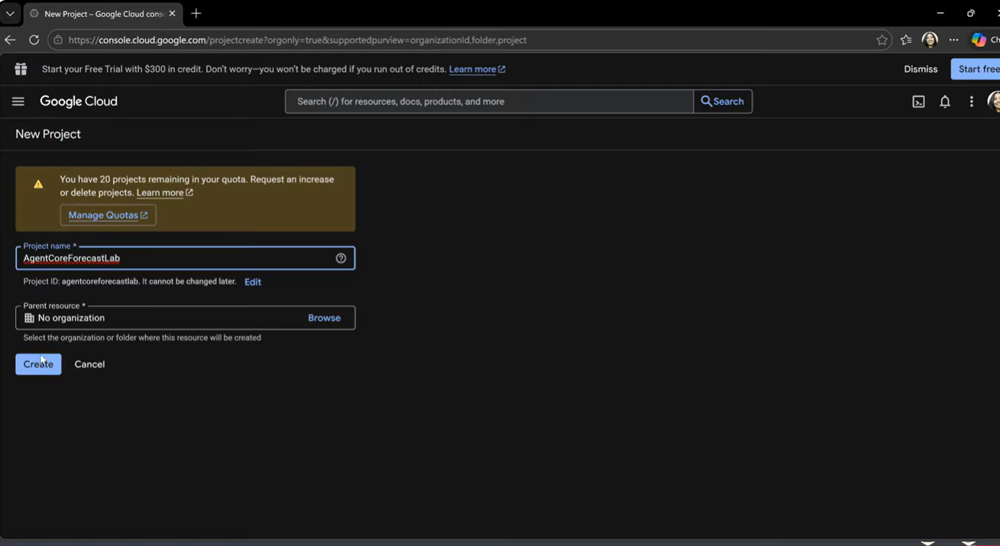 New Project – Google Cloud cons
https://console.cloud.google.com/projectcreate?orgonly=true&supportedpurview=organizationId,folder,project
Start your Free Trial with $300 in credit. Don't worry—you won't be charged if you run out of credits. Learn more
Dismiss
Start free
Google Cloud
Search (/) for resources, docs, products, and more
Search
New Project
You have 20 projects remaining in your quota. Request an increase
or delete projects. Learn more
Manage Quotas
Project name *
AgentCoreForecastLab
Project ID: agentcoreforecastlab. It cannot be changed later. Edit
Parent resource *
No organization
Browse
Select the organization or folder where this resource will be created
Create
Cancel